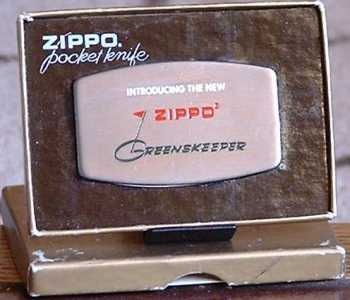 ZIPPO.
pocket knife
INTRODUCING THE NEW
ZIPPO
GREENSKEEPER